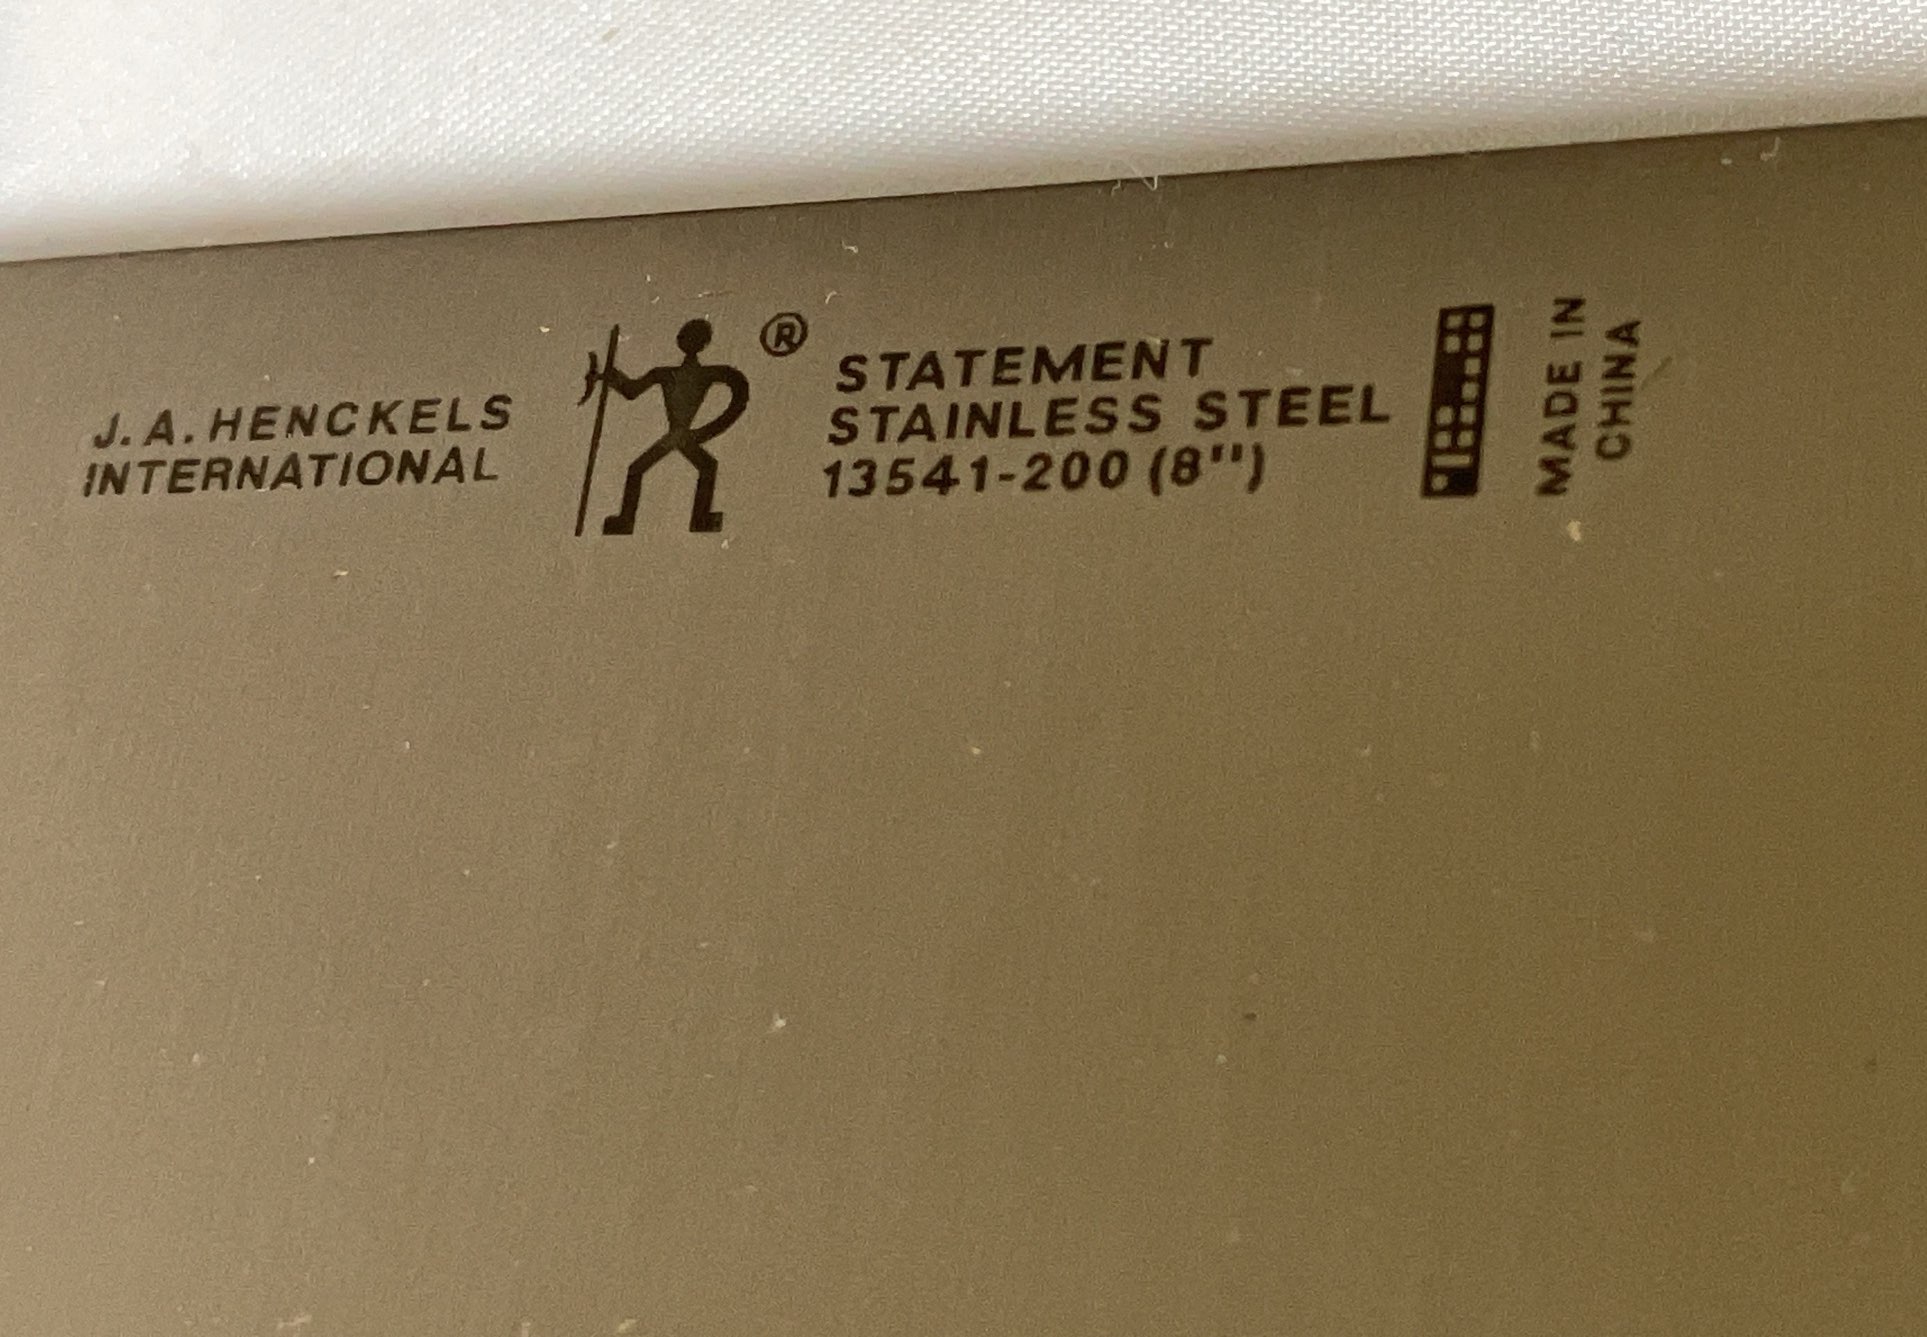 J.A.HENCKELS
INTERNATIONAL
®
STATEMENT
STAINLESS STEEL
13541-200 (8")
MADE IN
CHINA